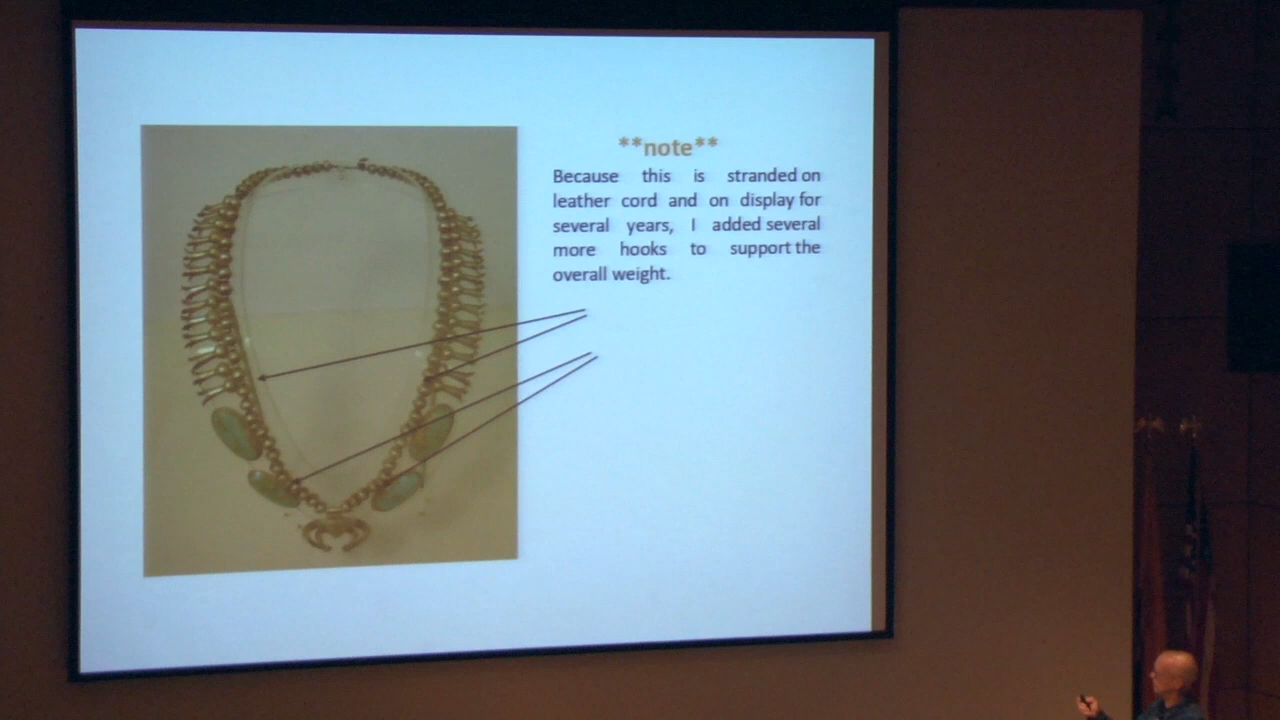 **note**
Because this is stranded on
leather cord and on display for
several years, I added several
more hooks to support the
overall weight.